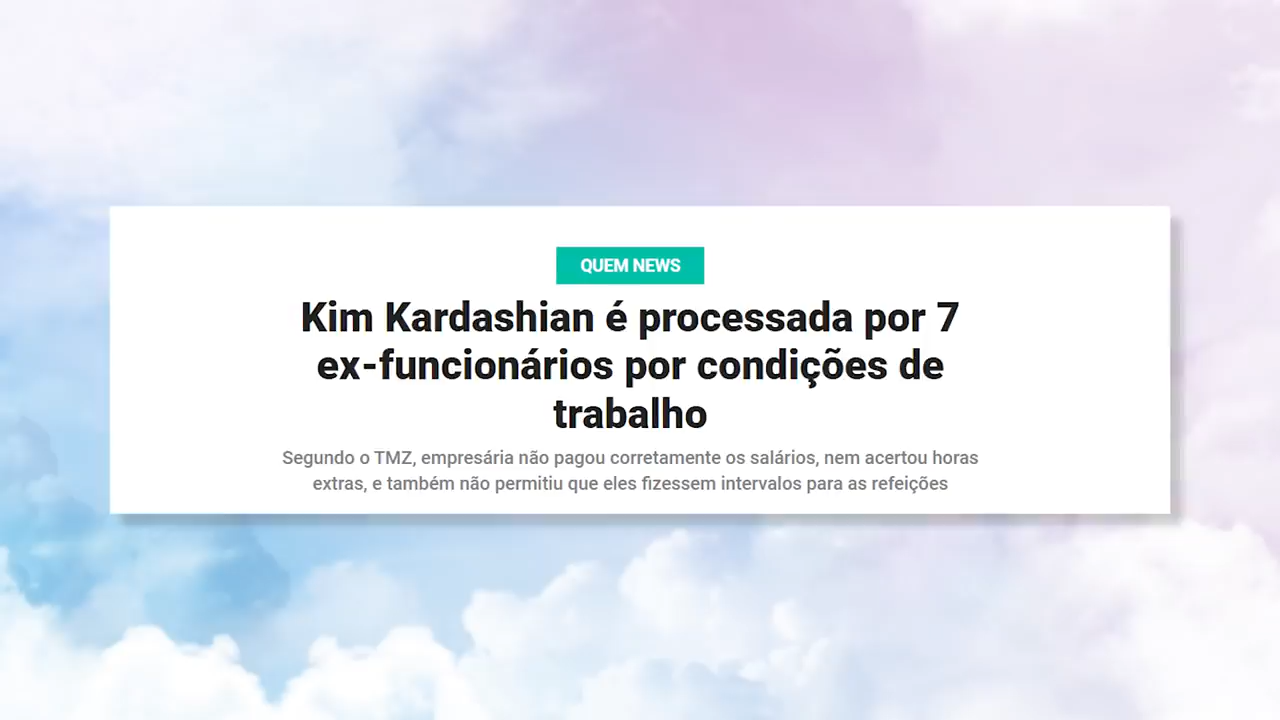 QUEM NEWS
Kim Kardashian é processada por 7
ex-funcionários por condições de
trabalho
Segundo o TMZ, empresária não pagou corretamente os salários, nem acertou horas
extras, e também não permitiu que eles fizessem intervalos para as refeições